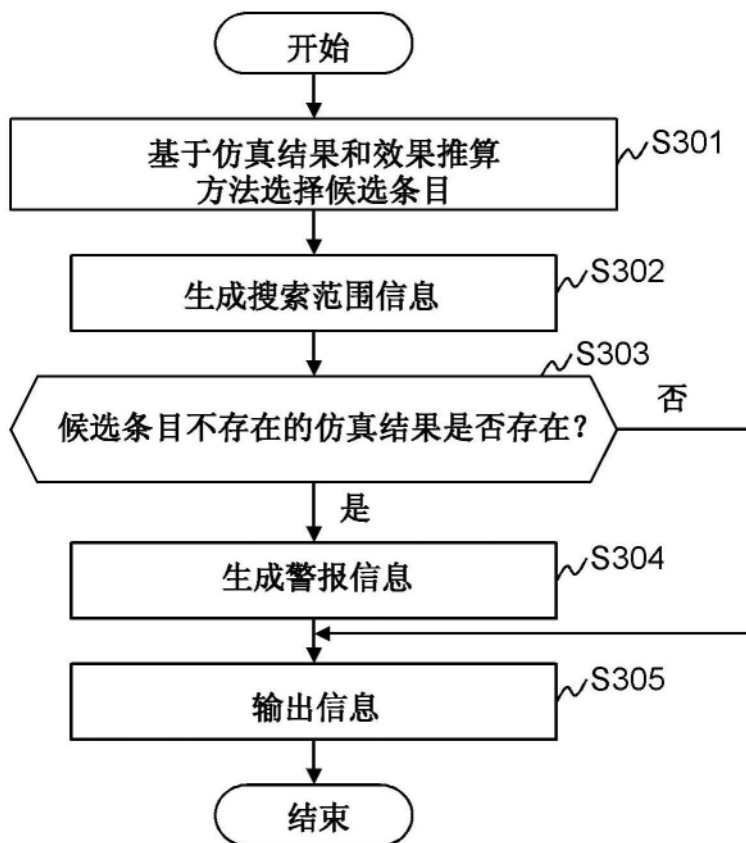 开始
基于仿真结果和效果推算
方法选择候选条目
S301
生成搜索范围信息
S302
S303
候选条目不存在的仿真结果是否存在?
否
是
生成警报信息
S304
输出信息
S305
结束